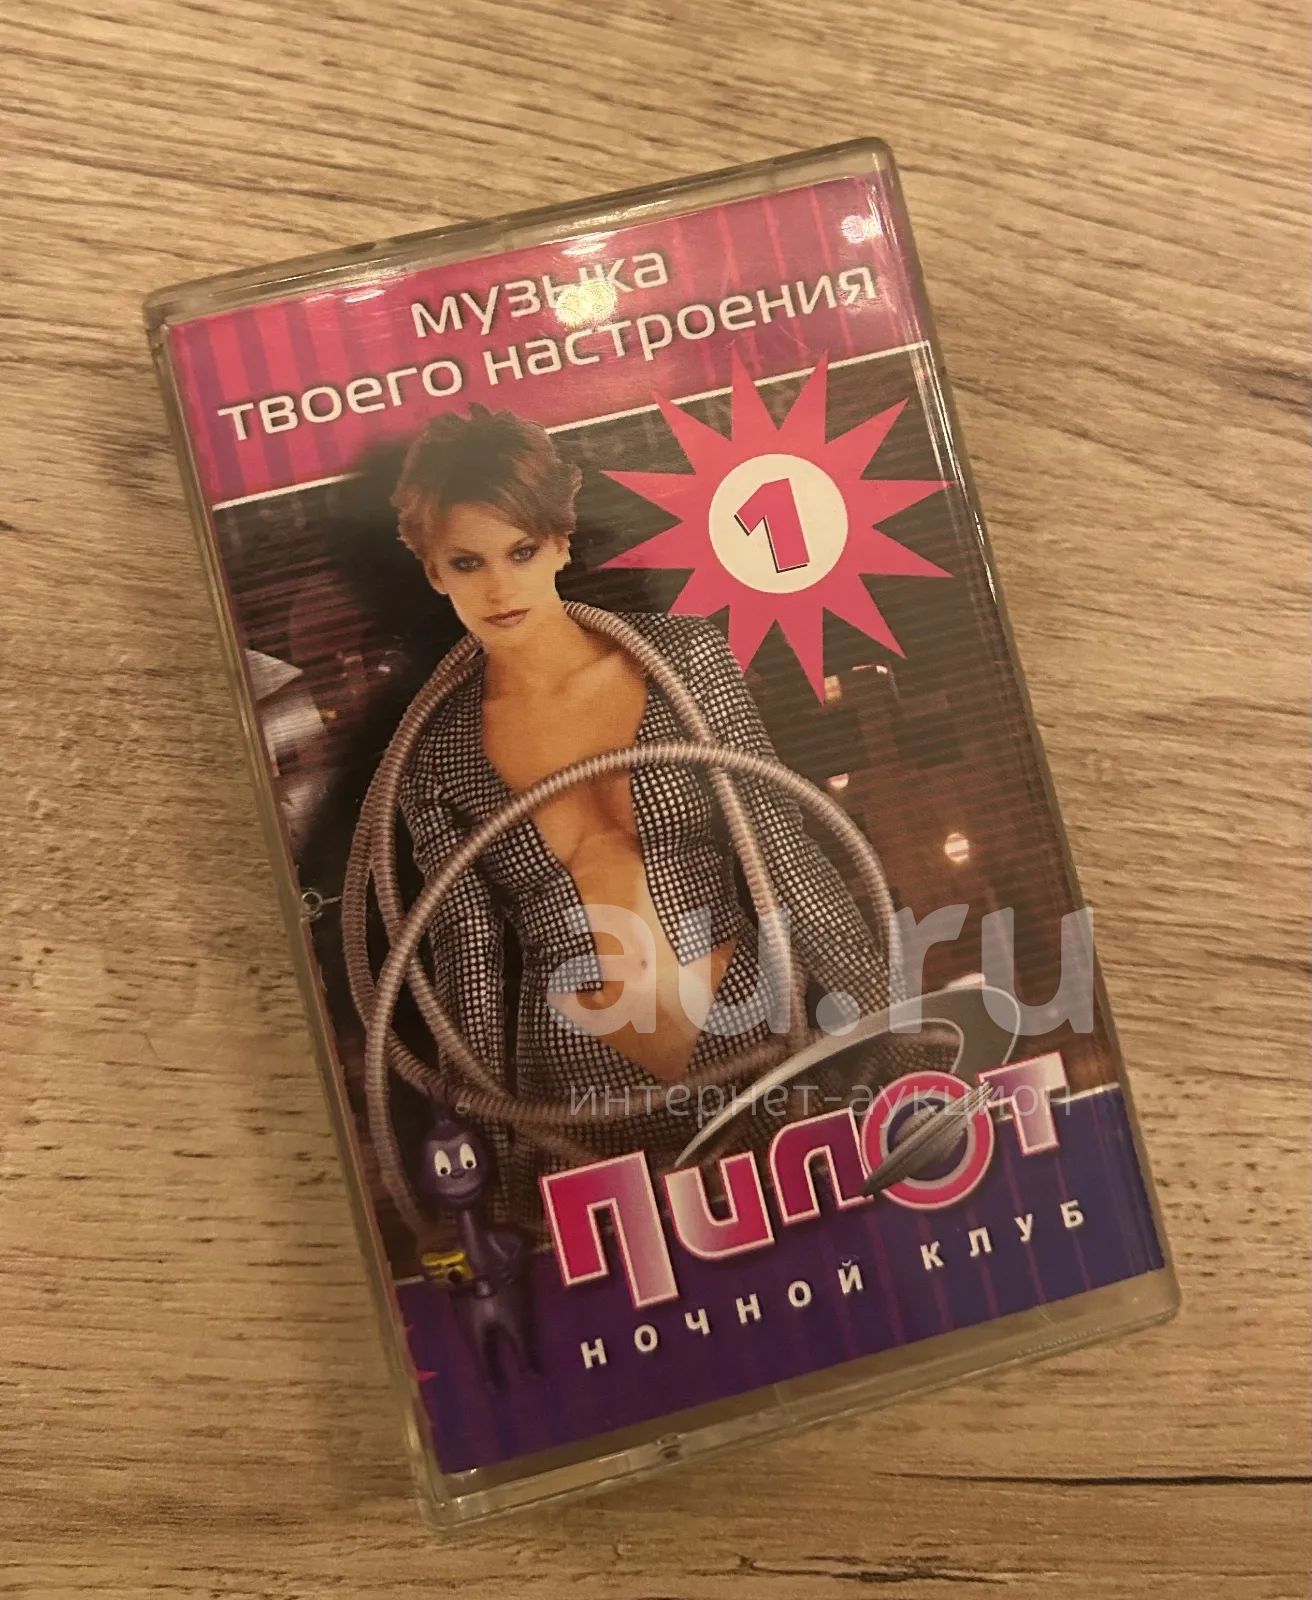 музыка
твоего настроения
1
au.ru
интернет-аукцион
Пилот
ночной клуб